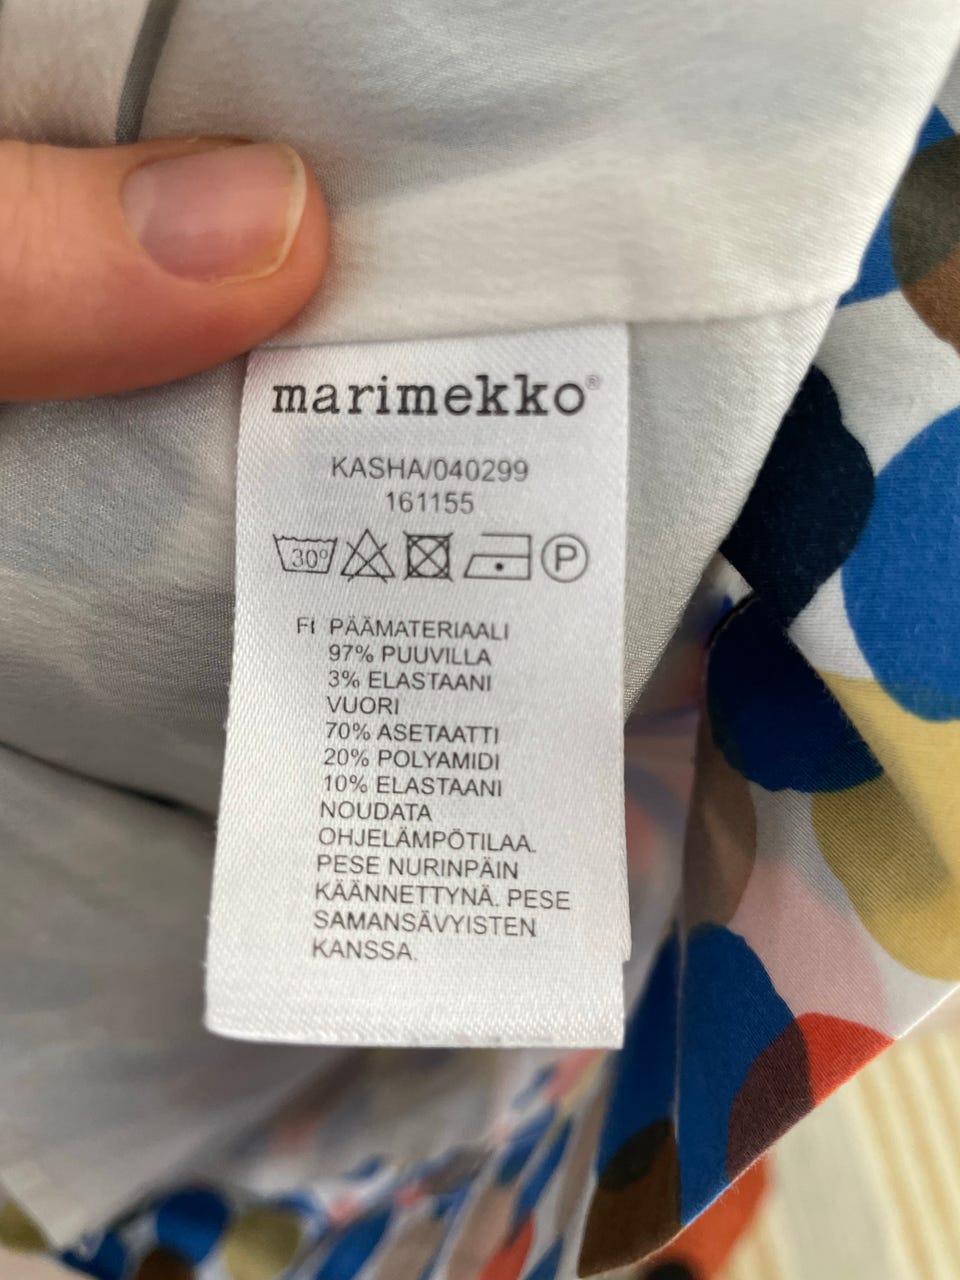 marimekko®
KASHA/040299
161155
30° P
FI PÄÄMATERIAALI
97% PUUVILLA
3% ELASTAANI
VUORI
70% ASETAATTI
20% POLYAMIDI
10% ELASTAANI
NOUDATA
OHJELÄMPÖTILAA.
PESE NURINPÄIN
KÄÄNNETTYNÄ. PESE
SAMANSÄVYISTEN
KANSSA.